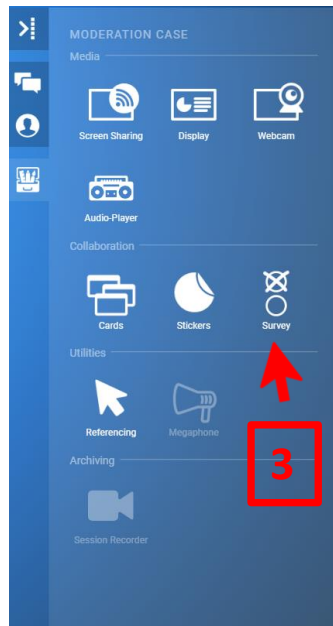 MODERATION CASE
Media
Screen Sharing Display Webcam
Audio-Player
Collaboration
Cards Stickers Survey
Utilities
Referencing Megaphone
3
Archiving
Session Recorder